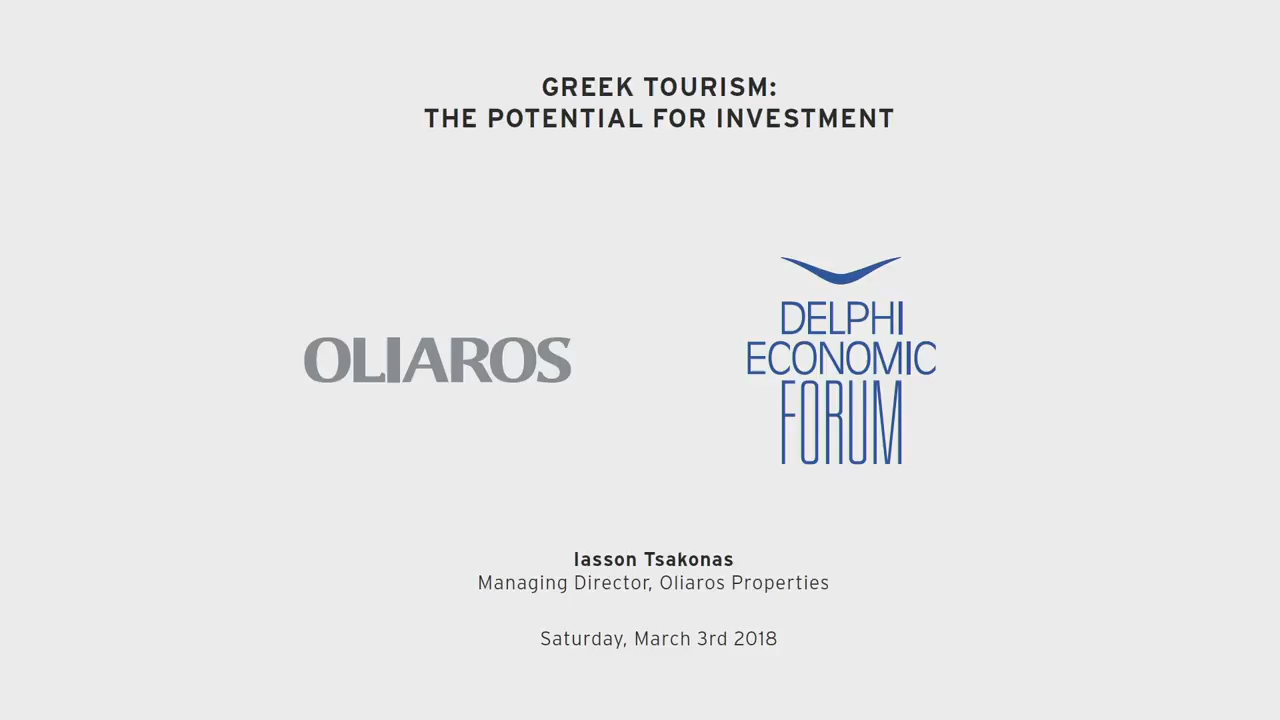 GREEK TOURISM:
THE POTENTIAL FOR INVESTMENT
OLIAROS
DELPHI
ECONOMIC
FORUM
Iasson Tsakonas
Managing Director, Oliaros Properties
Saturday, March 3rd 2018